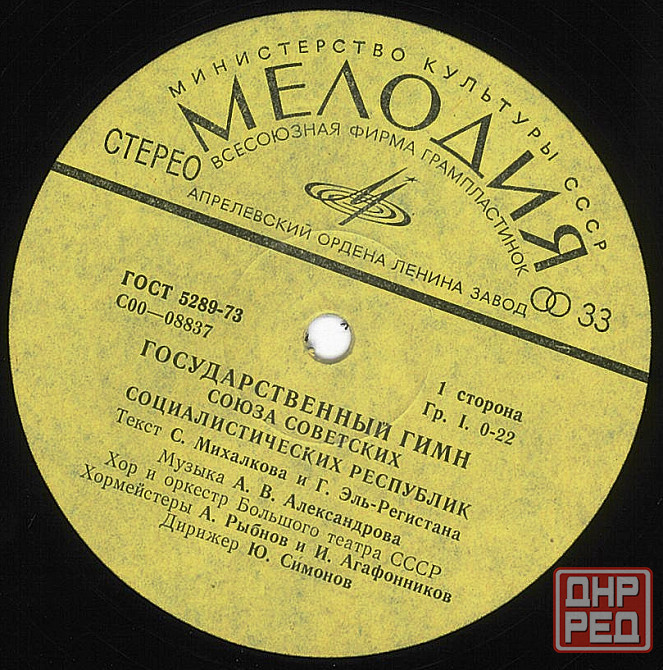 МИНИСТЕРСТВО КУЛЬТУРЫ СССР
МЕЛОДИЯ
ВСЕСОЮЗНАЯ ФИРМА ГРАМПЛАСТИНОК
СТЕРЕО
АПРЕЛЕВСКИЙ ОРДЕНА ЛЕНИНА ЗАВОД
33
ГОСТ 5289-73
С00—08837
1 сторона
Гр. I. 0-22
ГОСУДАРСТВЕННЫЙ ГИМН
СОЮЗА СОВЕТСКИХ
СОЦИАЛИСТИЧЕСКИХ РЕСПУБЛИК
Текст С. Михалкова и Г. Эль-Регистана
Музыка А. В. Александрова
Хор и оркестр Большого театра СССР
Хормейстеры А. Рыбнов и И. Агафонников
Дирижер Ю. Симонов
ДНР
РЕД